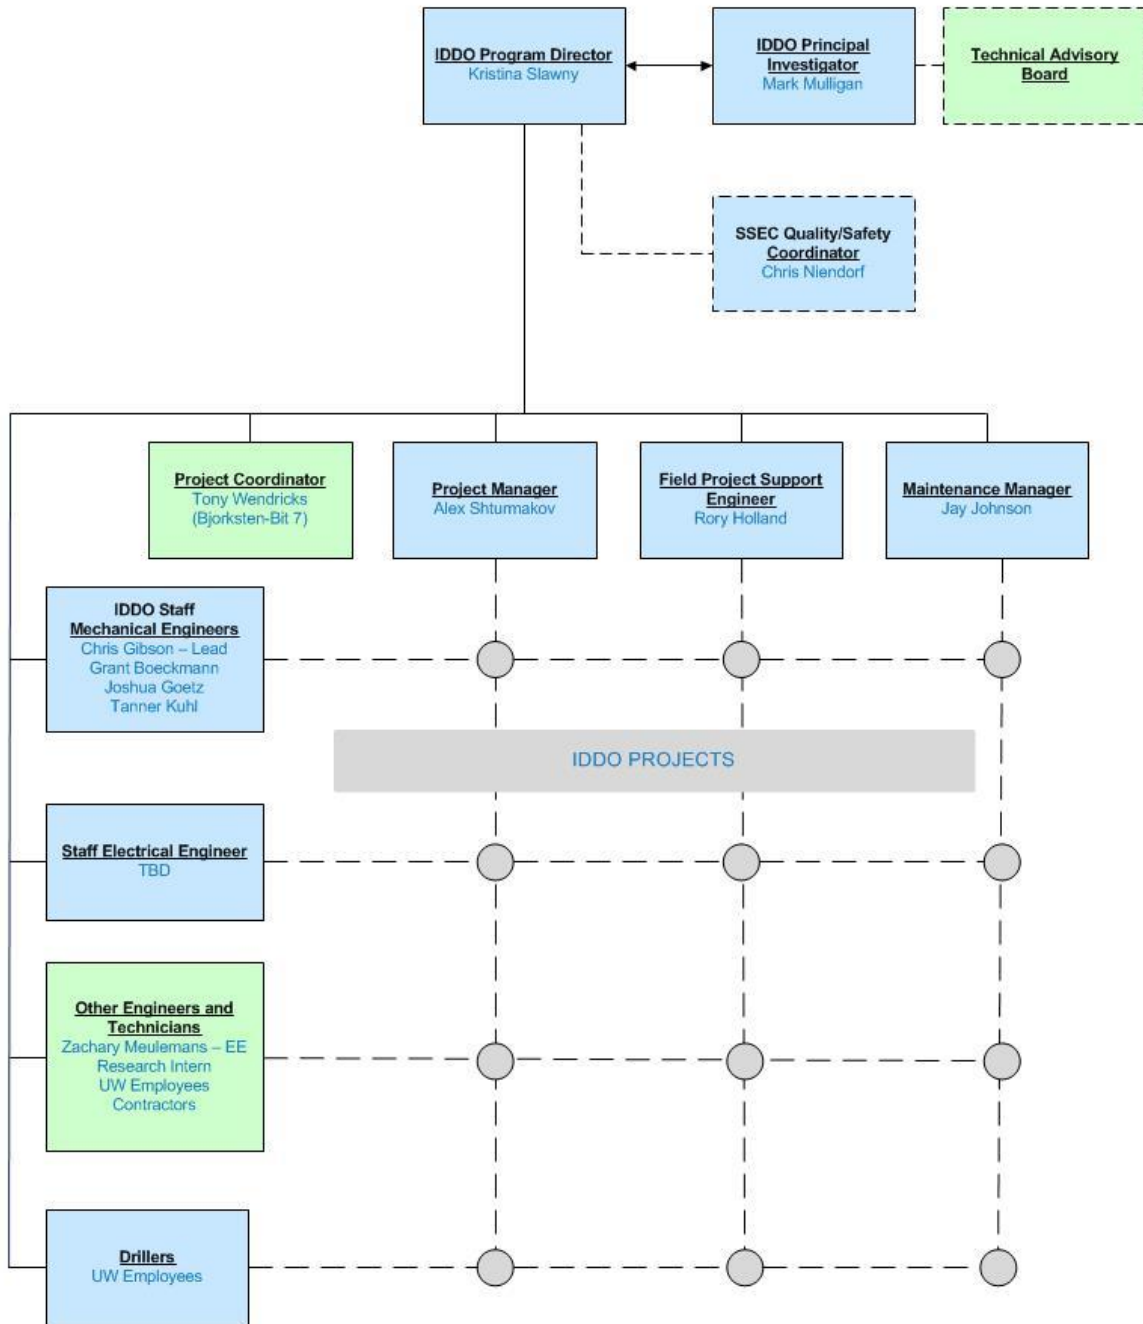 IDDO Program Director
Kristina Slawny
IDDO Principal
Investigator
Mark Mulligan
Technical Advisory
Board
SSEC Quality/Safety
Coordinator
Chris Niendorf
Project Coordinator
Tony Wendricks
(Bjorksten-Bit 7)
Project Manager
Alex Shturmakov
Field Project Support
Engineer
Rory Holland
Maintenance Manager
Jay Johnson
IDDO Staff
Mechanical Engineers
Chris Gibson – Lead
Grant Boeckmann
Joshua Goetz
Tanner Kuhl
IDDO PROJECTS
Staff Electrical Engineer
TBD
Other Engineers and
Technicians
Zachary Meulemans – EE
Research Intern
UW Employees
Contractors
Drillers
UW Employees